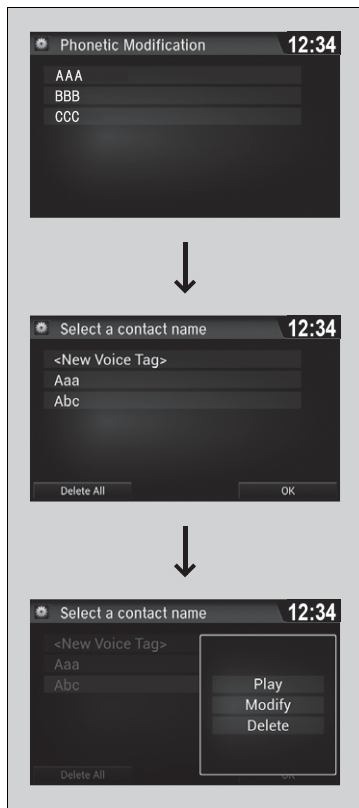 Phonetic Modification 12:34
AAA
BBB
CCC
Select a contact name 12:34
<New Voice Tag>
Aaa
Abc
Delete All OK
Select a contact name 12:34
<New Voice Tag>
Aaa
Abc
Play
Modify
Delete
Delete All OK